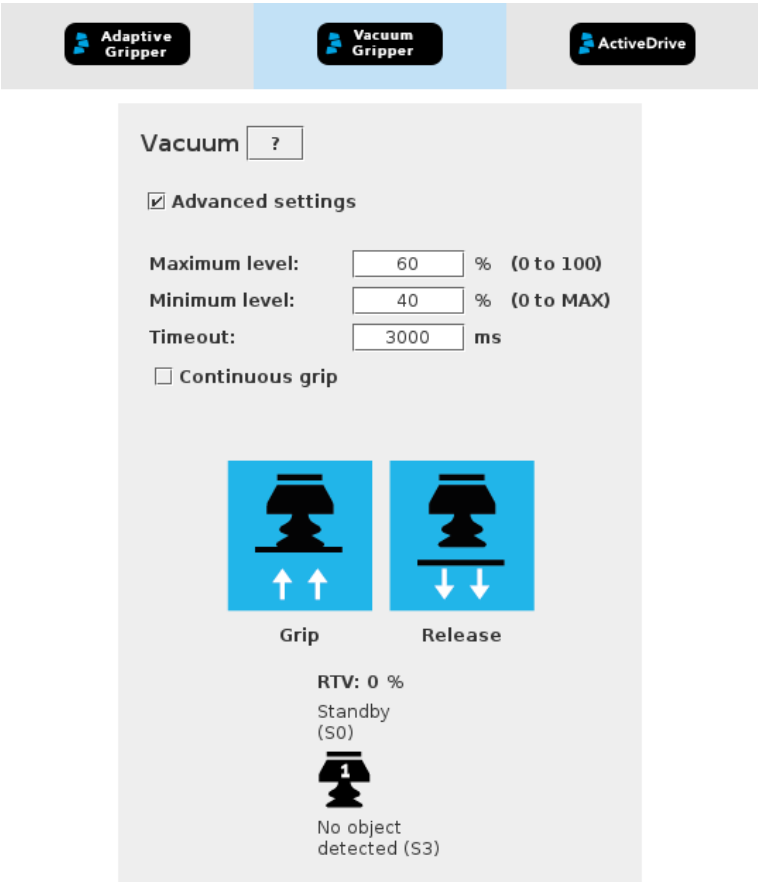 Adaptive
Gripper
Vacuum
Gripper
ActiveDrive
Vacuum ?
Advanced settings
Maximum level: 60 % (0 to 100)
Minimum level: 40 % (0 to MAX)
Timeout: 3000 ms
Continuous grip
Grip Release
RTV: 0 %
Standby
(S0)
1
No object
detected (S3)